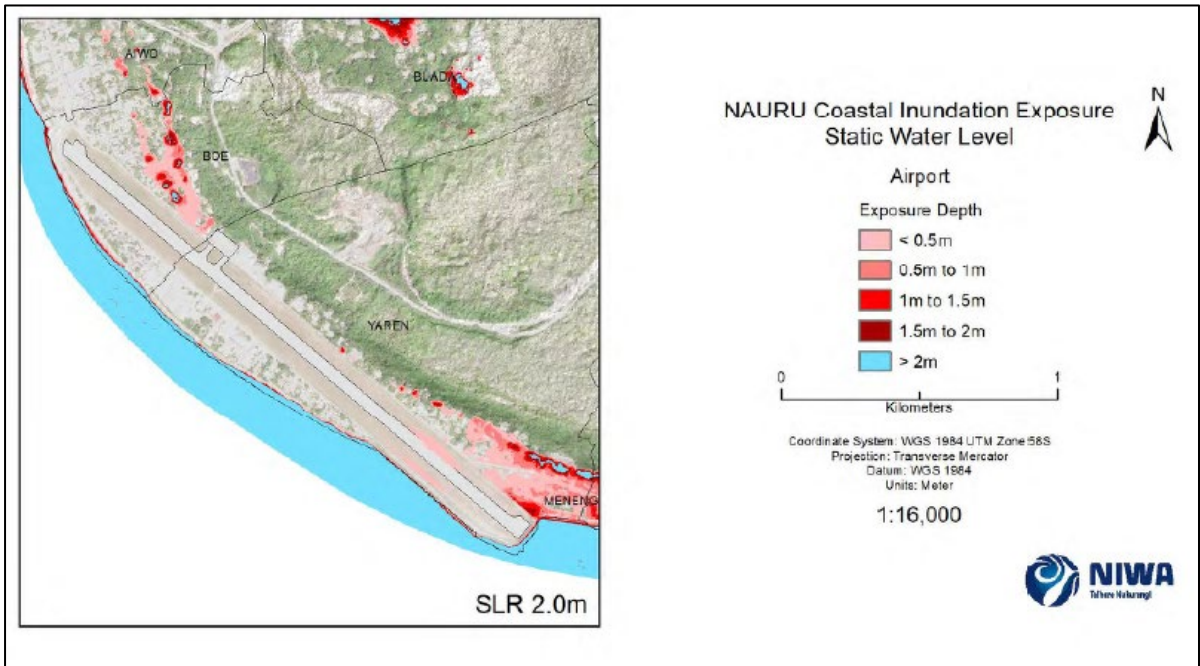 AIWO
BUADA
BOE
YAREN
MENENG
SLR 2.0m
NAURU Coastal Inundation Exposure
Static Water Level
N
Airport
Exposure Depth
< 0.5m
0.5m to 1m
1m to 1.5m
1.5m to 2m
> 2m
0
1
Kilometers
Coordinate System: WGS 1984 UTM Zone 58S
Projection: Transverse Mercator
Datum: WGS 1984
Units: Meter
1:16,000
NIWA
Taihoro Nukurangi